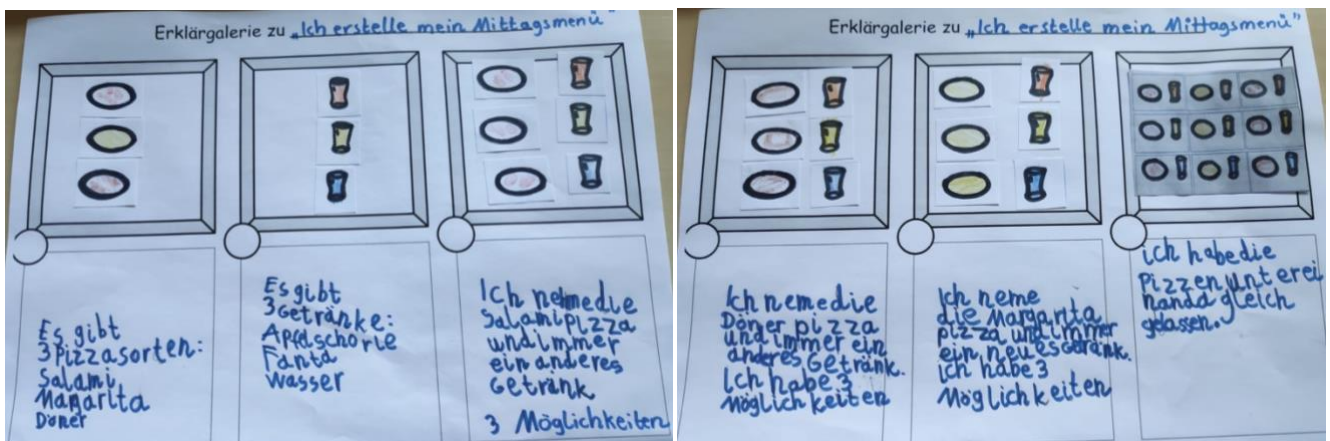 Erklärgalerie zu „Ich erstelle mein Mittagsmenü"
Es gibt
3 Pizzasorten:
Salami
Margarita
Döner
Es gibt
3 Getränke:
Apfelschorle
Fanta
Wasser
Ich nehme die
Salamipizza
und immer
ein anderes
Getränk
3 Möglichkeiten
Erklärgalerie zu „Ich erstelle mein Mittagsmenü"
Ich neme die
Döner pizza
und immer ein
anderes Getränk.
Ich habe 3
Möglichkeiten
Ich neme
die Margarita
pizza und immer
ein neues Getränk.
Ich habe 3
Möglichkeiten
ich habe die
Pizzen unterei
nanda gleich
gelassen.